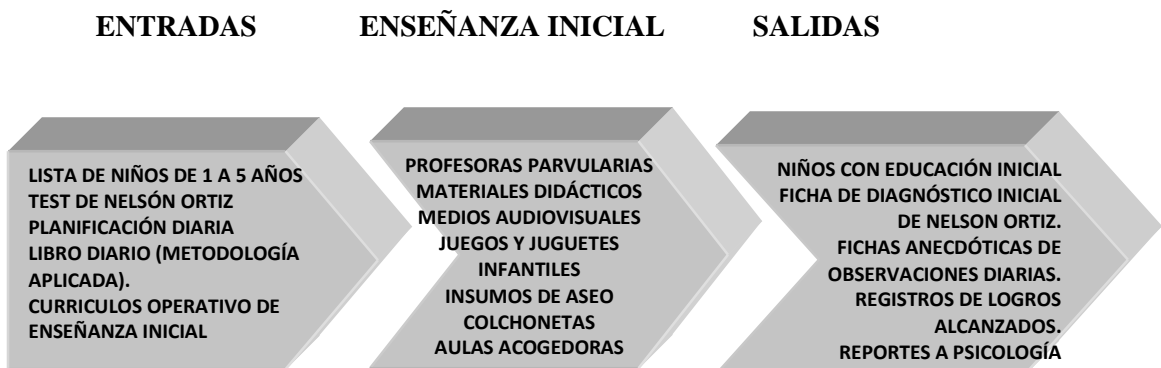 ENTRADAS ENSEÑANZA INICIAL SALIDAS
LISTA DE NIÑOS DE 1 A 5 AÑOS
TEST DE NELSÓN ORTIZ
PLANIFICACIÓN DIARIA
LIBRO DIARIO (METODOLOGÍA
APLICADA).
CURRICULOS OPERATIVO DE
ENSEÑANZA INICIAL
PROFESORAS PARVULARIAS
MATERIALES DIDÁCTICOS
MEDIOS AUDIOVISUALES
JUEGOS Y JUGUETES
INFANTILES
INSUMOS DE ASEO
COLCHONETAS
AULAS ACOGEDORAS
NIÑOS CON EDUCACIÓN INICIAL
FICHA DE DIAGNÓSTICO INICIAL
DE NELSON ORTIZ.
FICHAS ANECDÓTICAS DE
OBSERVACIONES DIARIAS.
REGISTROS DE LOGROS
ALCANZADOS.
REPORTES A PSICOLOGÍA